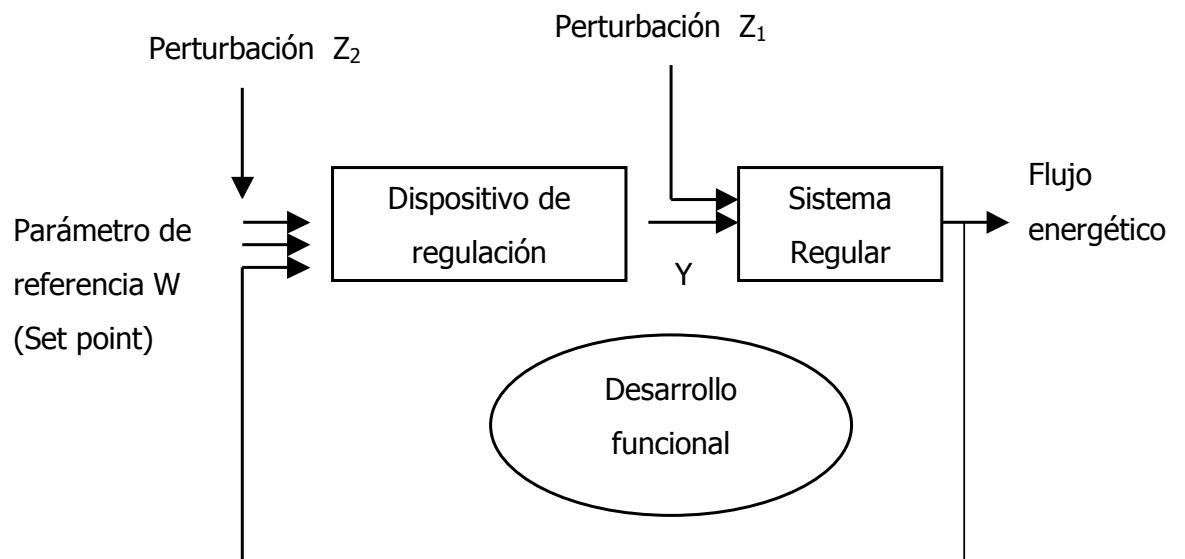 Perturbación Z₂
Perturbación Z₁
Parámetro de
referencia W
(Set point)
Dispositivo de
regulación
Y
Sistema
Regular
Flujo
energético
Desarrollo
funcional